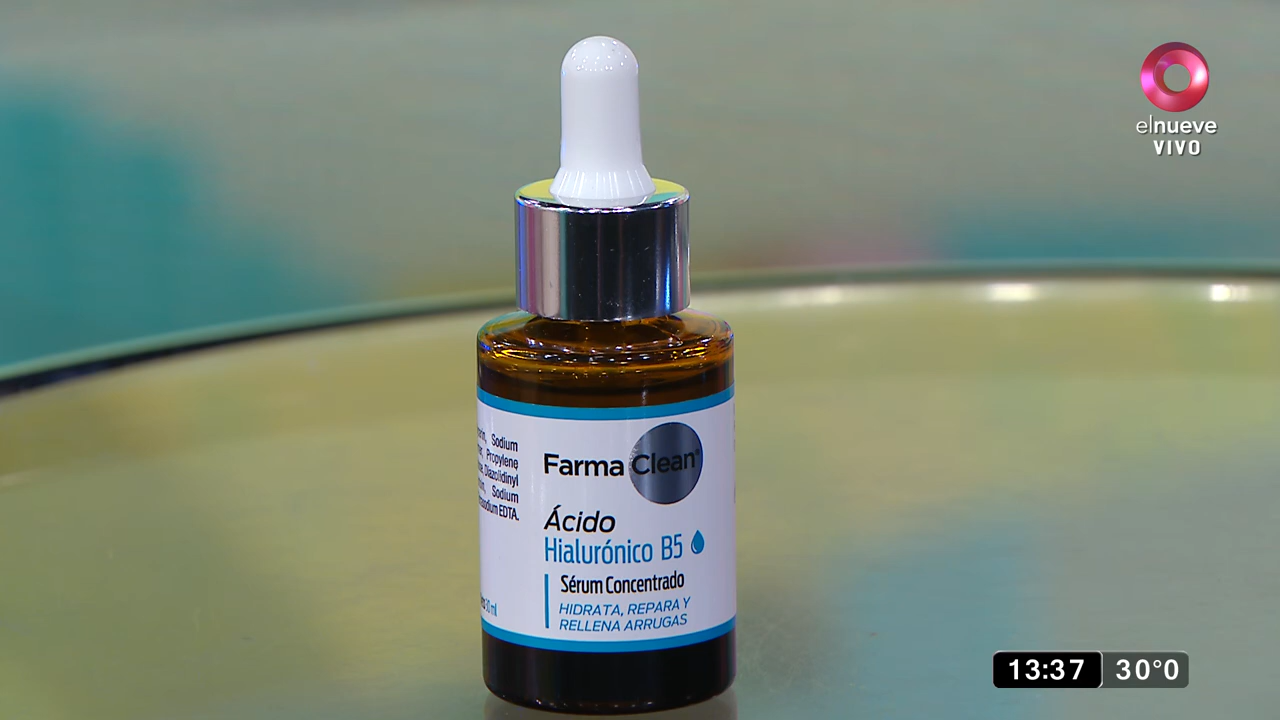 elnueve
VIVO
Sodium
Propylene
Diazolidinyl
Sodium
EDTA.
ml
Farma Clean®
Ácido
Hialurónico B5
Sérum Concentrado
HIDRATA, REPARA Y
RELLENA ARRUGAS
13:37 30°0